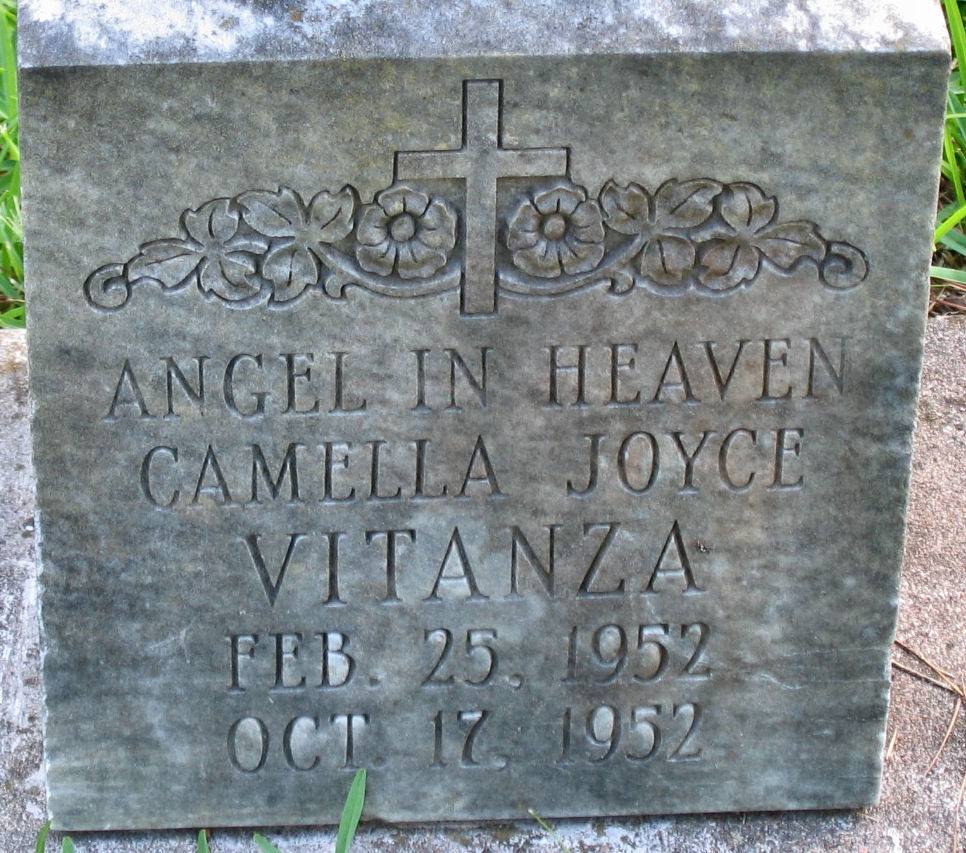 ANGEL IN HEAVEN
CAMELLA JOYCE
VITANZA
FEB. 25, 1952
OCT. 17, 1952